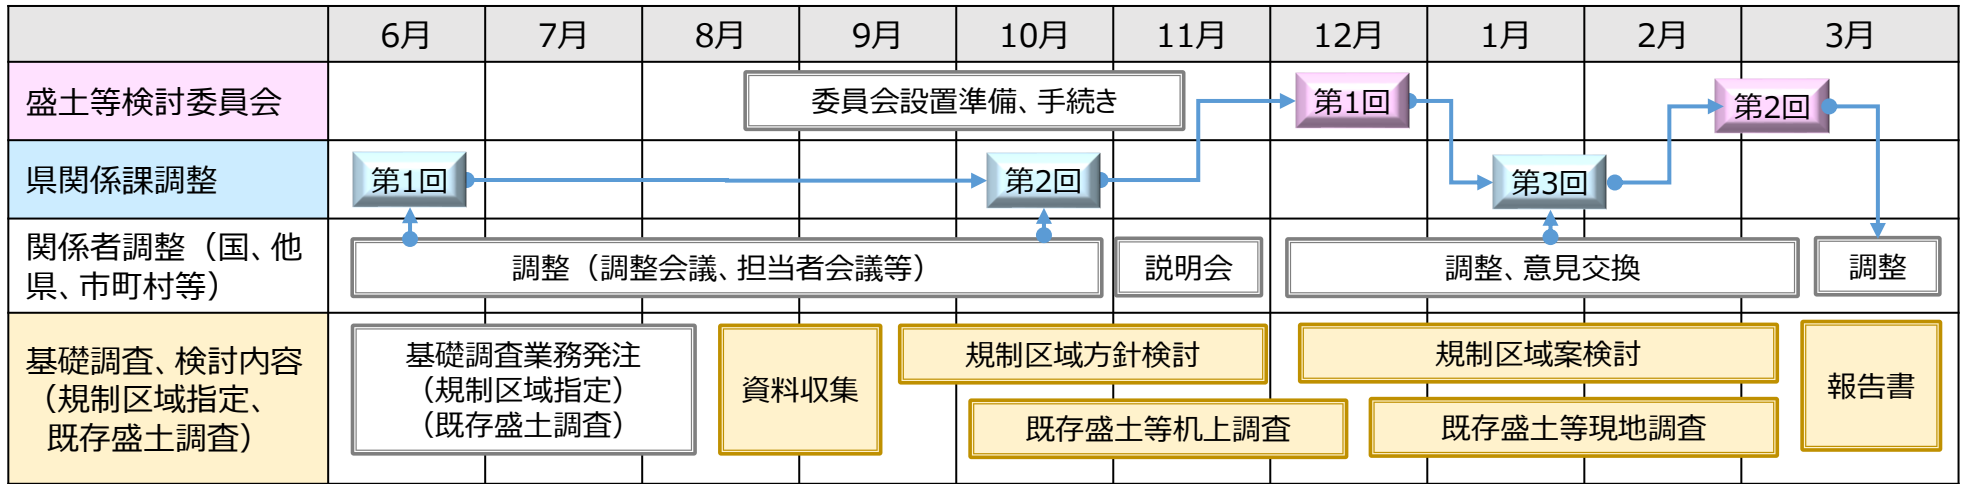 6月
7月
8月
9月
10月
11月
12月
1月
2月
3月
盛土等検討委員会
委員会設置準備、手続き
第1回
第2回
県関係課調整
第1回
第2回
第3回
関係者調整（国、他
県、市町村等）
調整（調整会議、担当者会議等）
説明会
調整、意見交換
調整
基礎調査、検討内容
（規制区域指定、
既存盛土調査）
基礎調査業務発注
（規制区域指定）
（既存盛土調査）
資料収集
規制区域方針検討
既存盛土等机上調査
規制区域案検討
既存盛土等現地調査
報告書